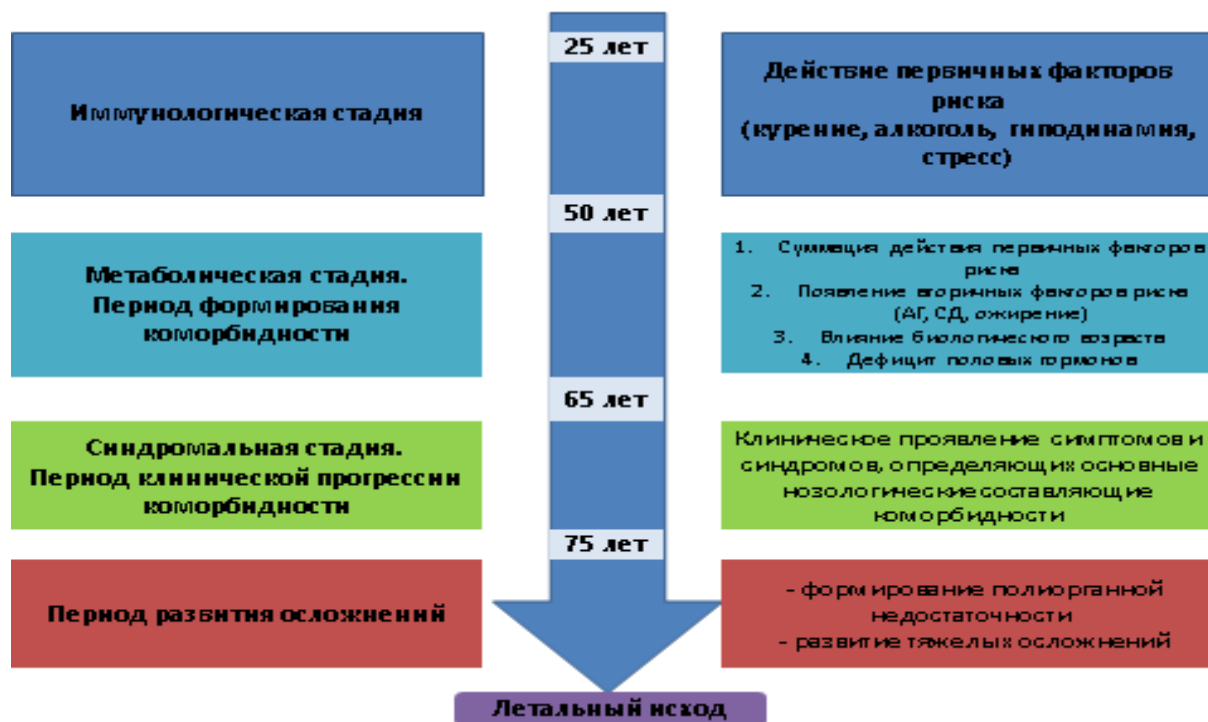 25 лет
Иммунологическая стадия
Действие первичных факторов
риска
(курение, алкоголь, гиподинамия,
стресс)
50 лет
Метаболическая стадия.
Период формирования
коморбидности
1. Суммация действия первичных факторов
риска
2. Появление вторичных факторов риска
(АГ, СД, ожирение)
3. Влияние биологического возраста
4. Дефицит половых гормонов
65 лет
Синдромальная стадия.
Период клинической прогрессии
коморбидности
Клиническое проявление симптомов и
синдромов, определяющих основные
нозологические составляющие
коморбидности
75 лет
Период развития осложнений
- формирование полиорганной
недостаточности
- развитие тяжелых осложнений
Летальный исход